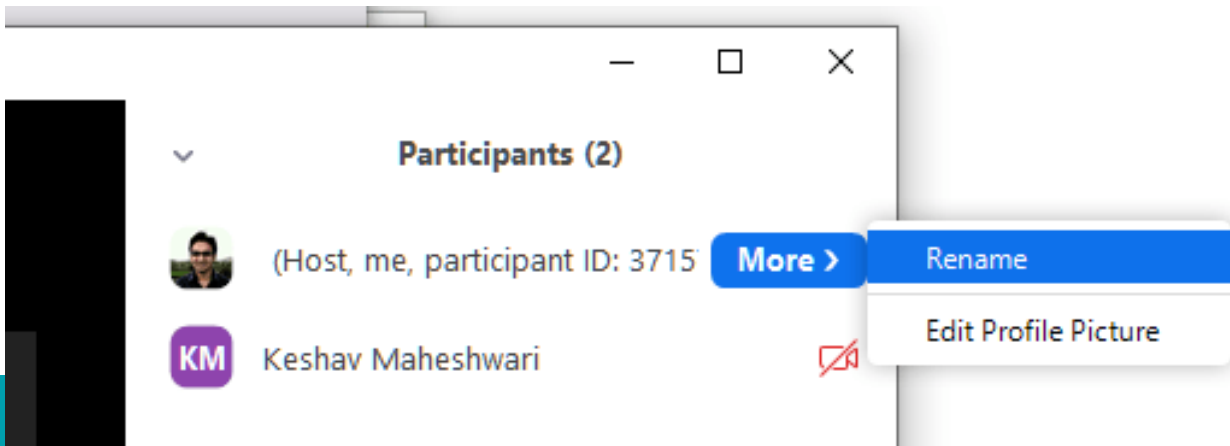 Participants (2)
(Host, me, participant ID: 3715
More >
Rename
Edit Profile Picture
KM
Keshav Maheshwari